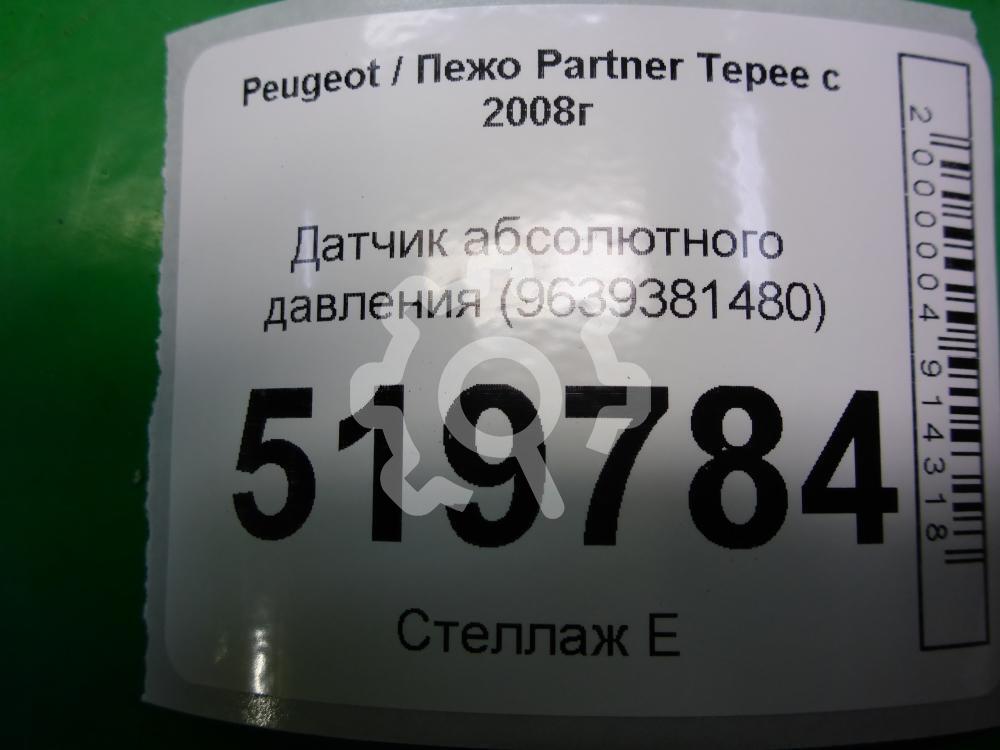 Peugeot / Пежо Partner Tepee с
2008г
Датчик абсолютного
давления (9639381480)
519784
Стеллаж E
2000004914318